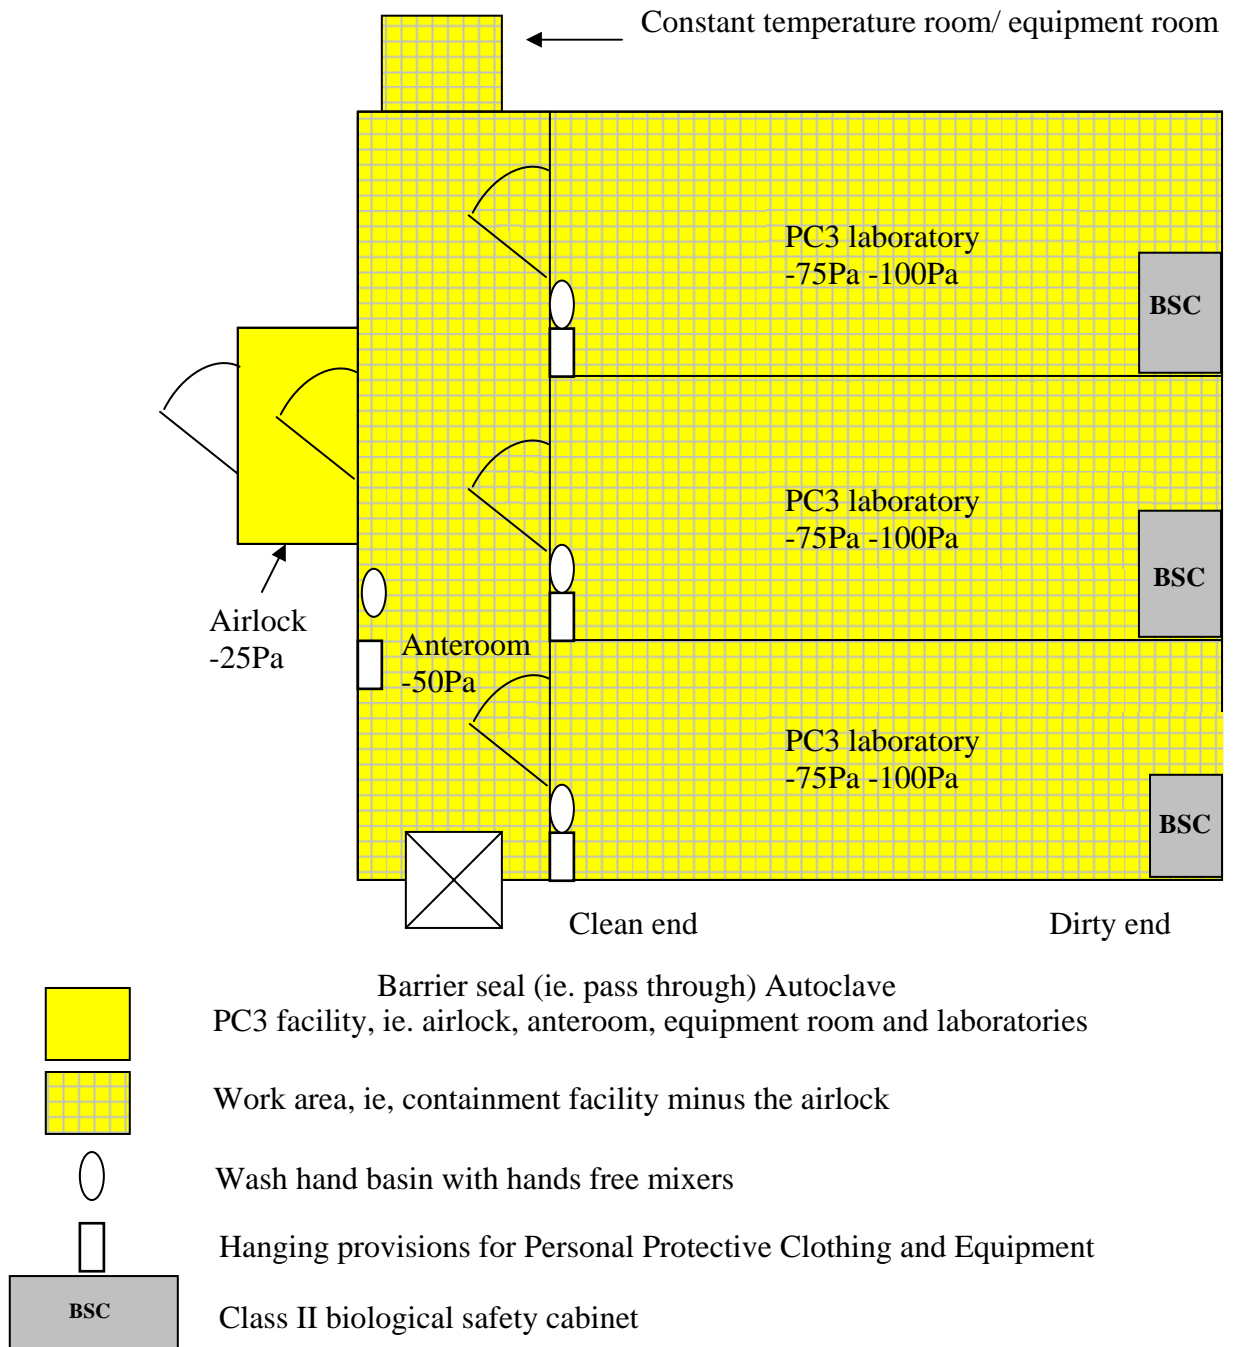 Constant temperature room/ equipment room
PC3 laboratory
-75Pa -100Pa
BSC
PC3 laboratory
-75Pa -100Pa
BSC
Airlock
-25Pa
Anteroom
-50Pa
PC3 laboratory
-75Pa -100Pa
BSC
Clean end
Dirty end
Barrier seal (ie. pass through) Autoclave
PC3 facility, ie. airlock, anteroom, equipment room and laboratories
Work area, ie, containment facility minus the airlock
Wash hand basin with hands free mixers
Hanging provisions for Personal Protective Clothing and Equipment
BSC
Class II biological safety cabinet